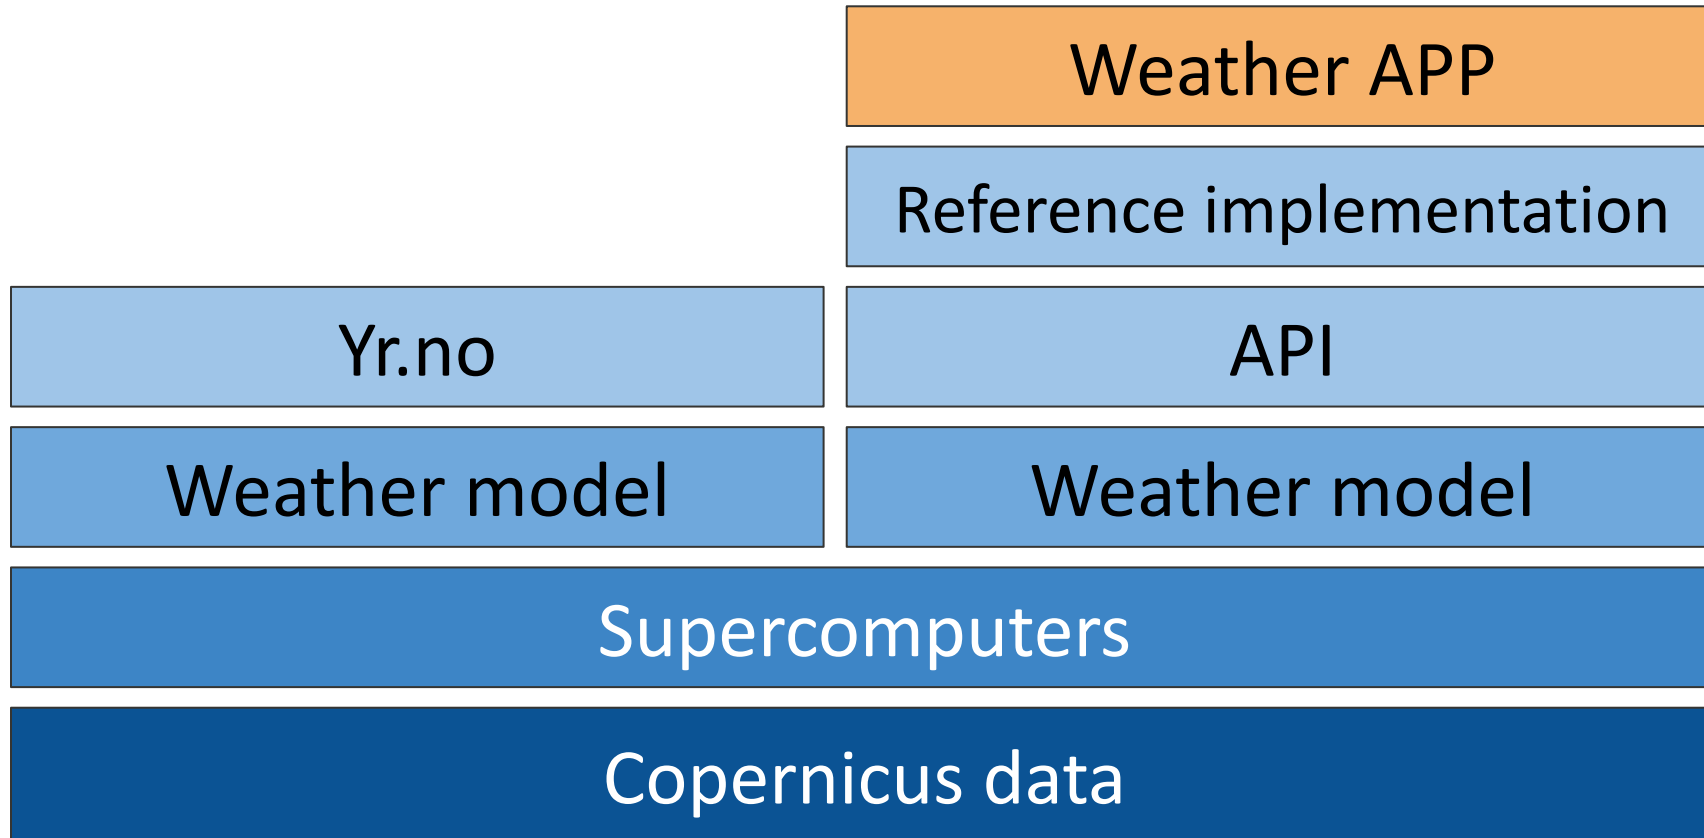 Weather APP
Reference implementation
Yr.no
API
Weather model
Weather model
Supercomputers
Copernicus data